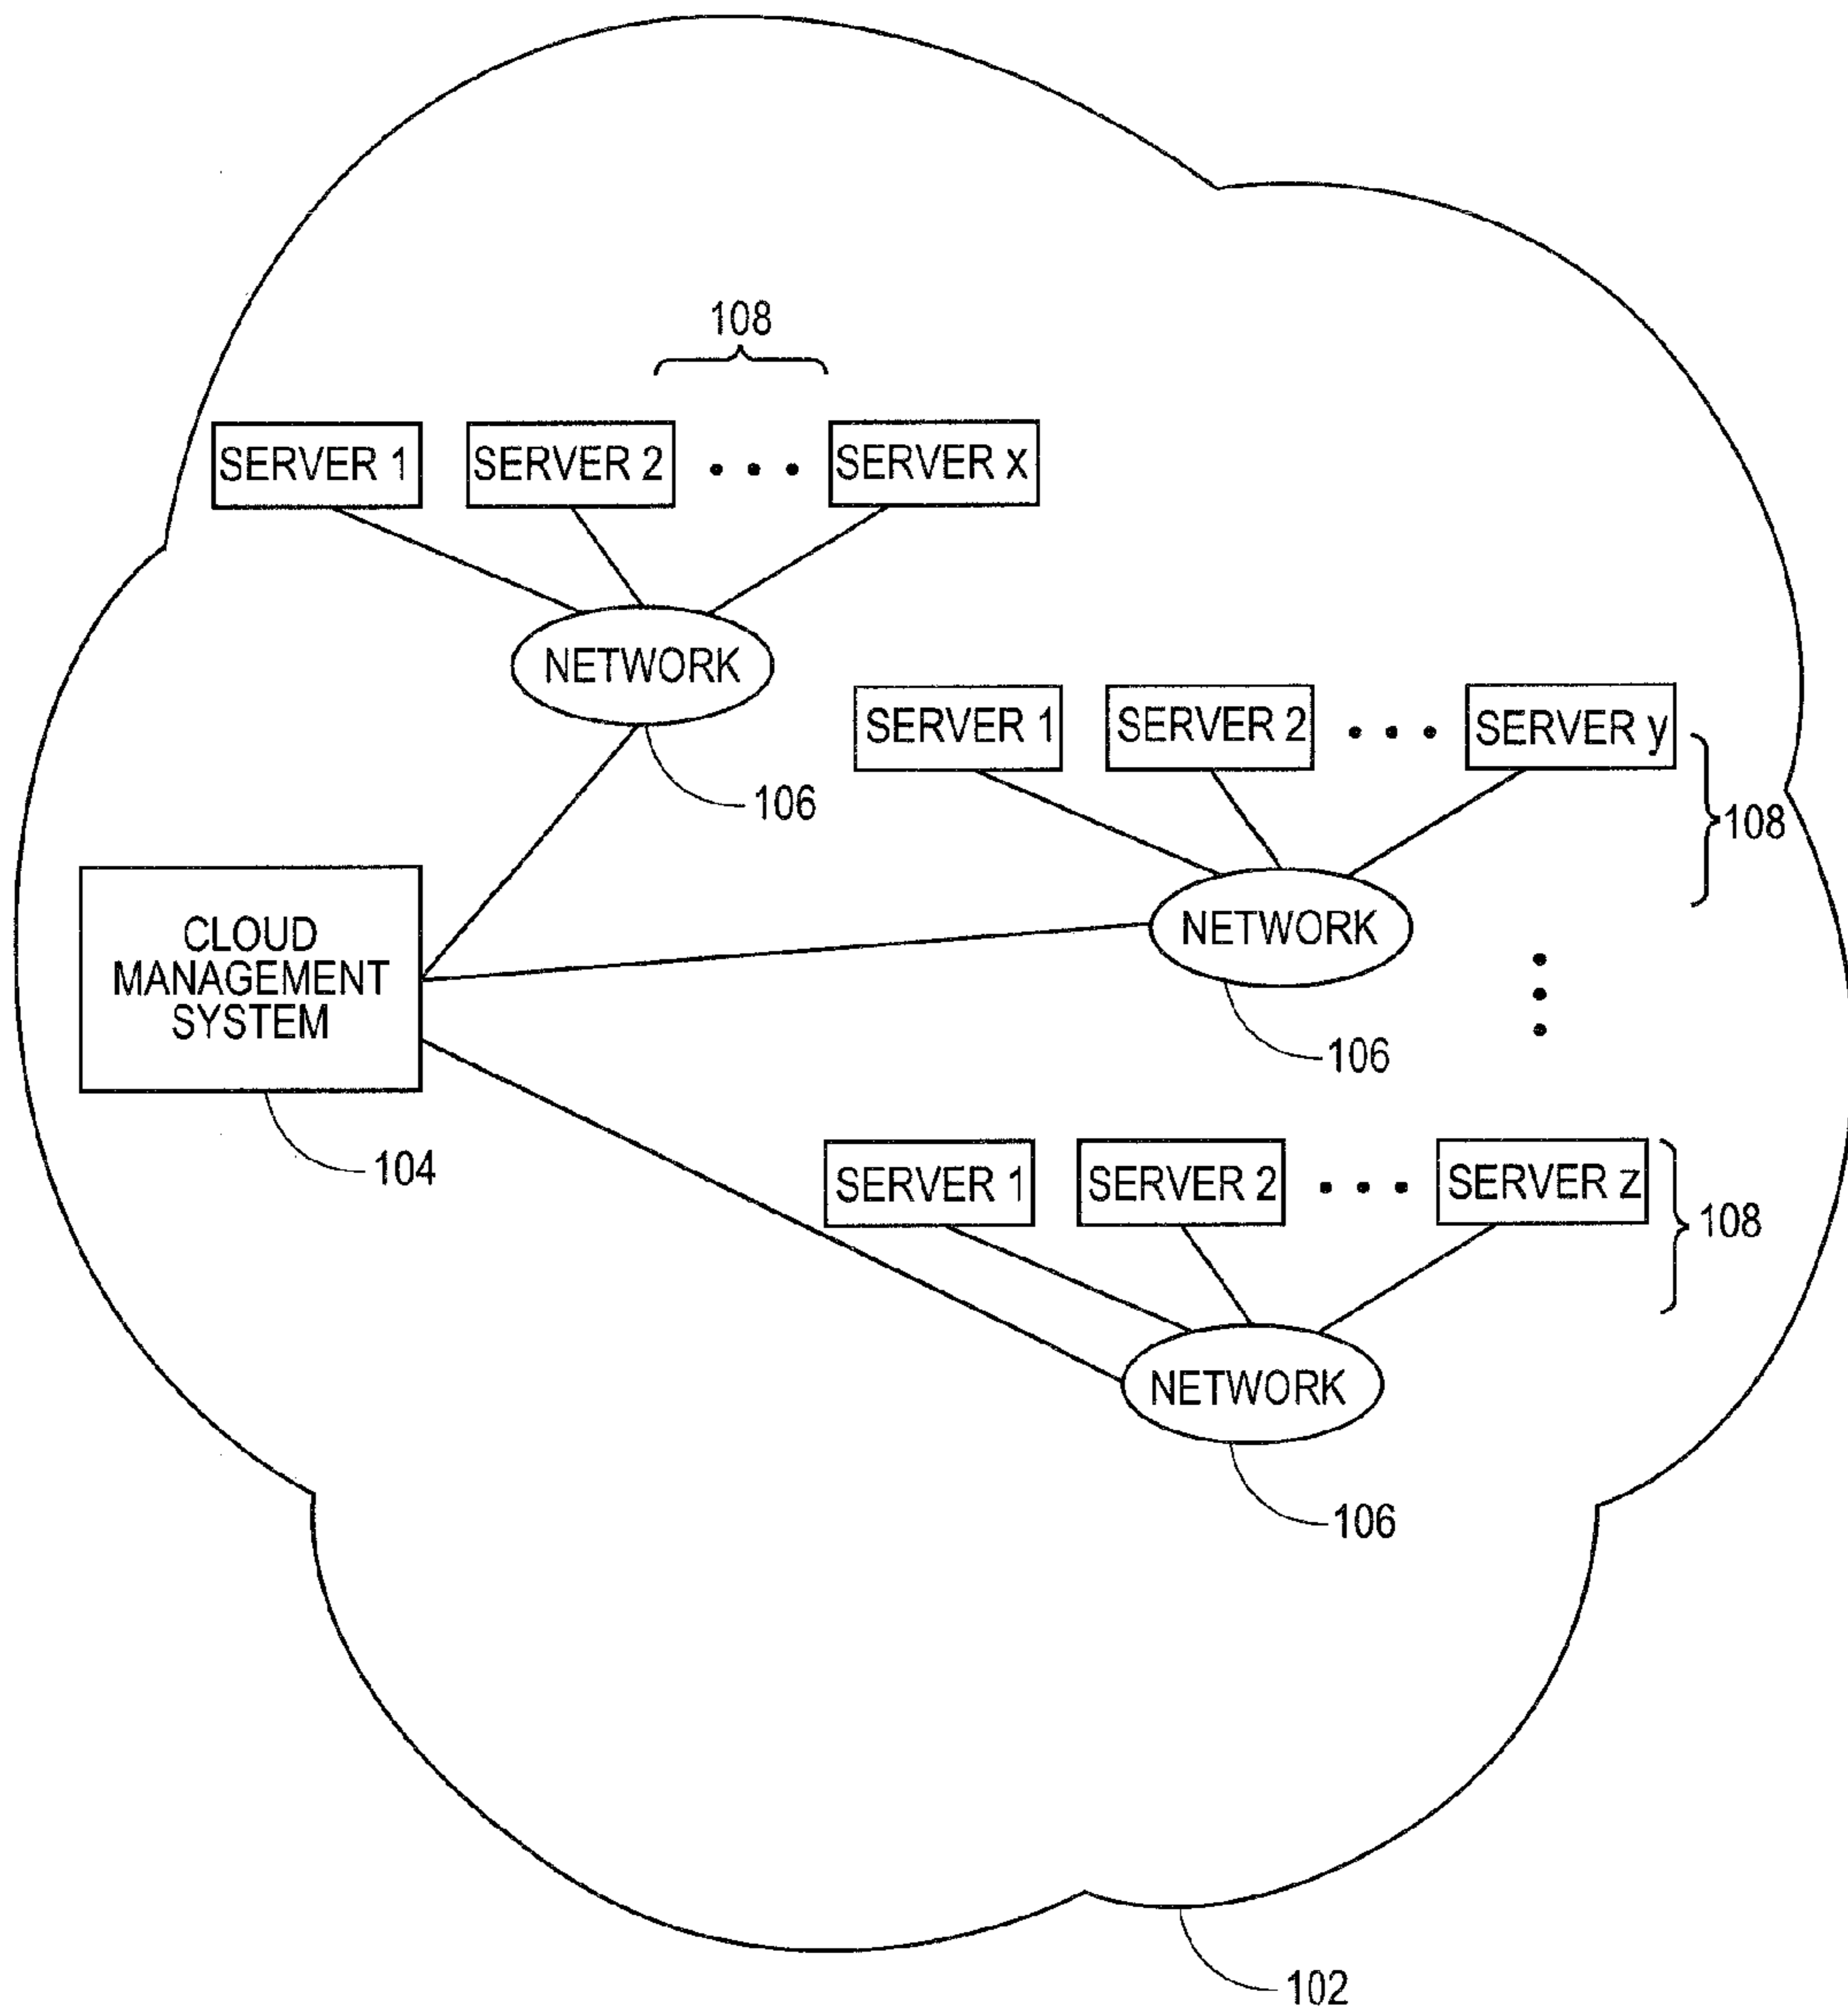 108
SERVER 1 SERVER 2 • • • SERVER x
NETWORK
106
SERVER 1 SERVER 2 • • • SERVER y
108
NETWORK
106
CLOUD
MANAGEMENT
SYSTEM
104
SERVER 1 SERVER 2 • • • SERVER z
108
NETWORK
106
102